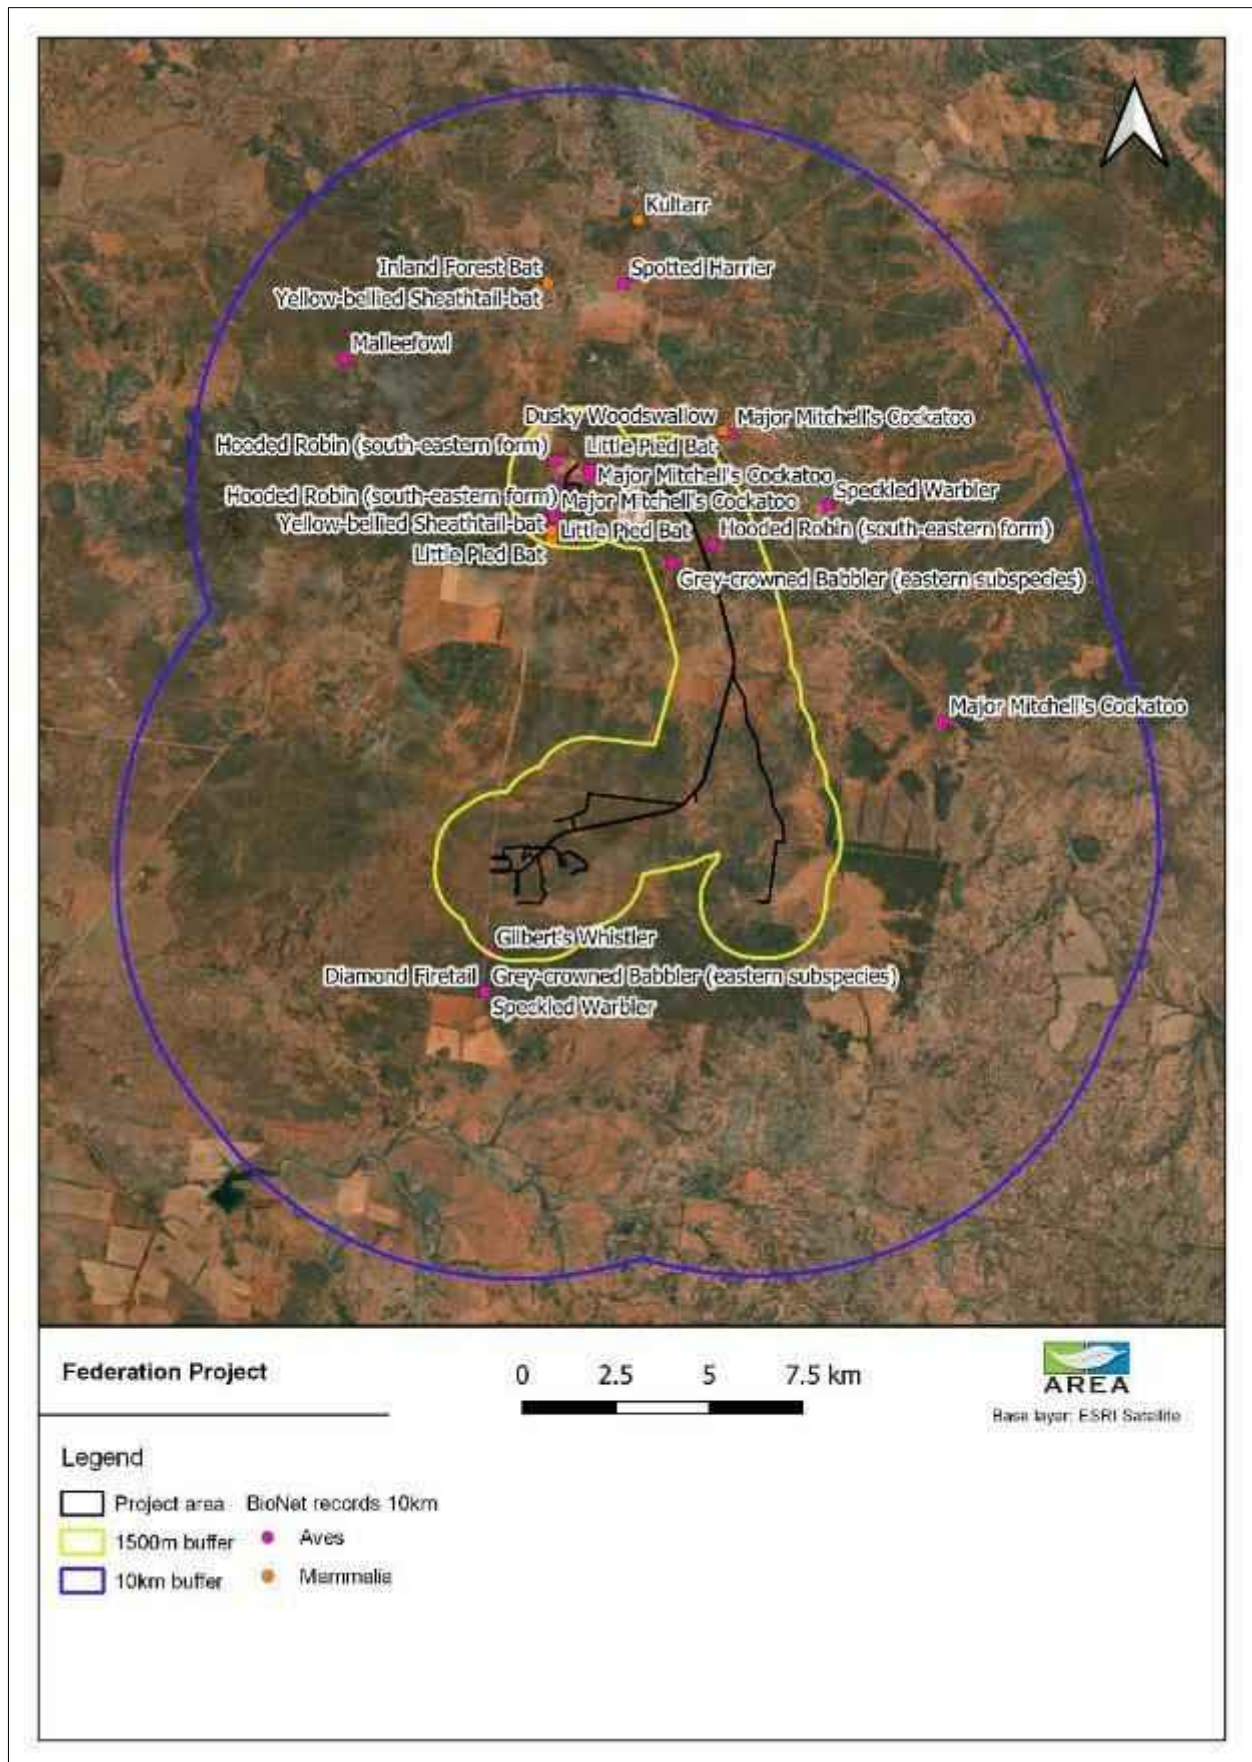 Kultarr
Inland Forest Bat
Spotted Harrier
Yellow-bellied Sheathtail-bat
Malleefowl
Dusky Woodswallow
Major Mitchell's Cockatoo
Hooded Robin (south-eastern form)
Little Pied Bat
Major Mitchell's Cockatoo
Speckled Warbler
Hooded Robin (south-eastern form)
Major Mitchell's Cockatoo
Yellow-bellied Sheathtail-bat
Little Pied Bat
Hooded Robin (south-eastern form)
Little Pied Bat
Grey-crowned Babbler (eastern subspecies)
Major Mitchell's Cockatoo
Gilbert's Whistler
Diamond Firetail
Grey-crowned Babbler (eastern subspecies)
Speckled Warbler
Federation Project
0 2.5 5 7.5 km
AREA
Base layer: ESRI Satellite
Legend
Project area
BioNet records 10km
1500m buffer
Aves
10km buffer
Mammalia